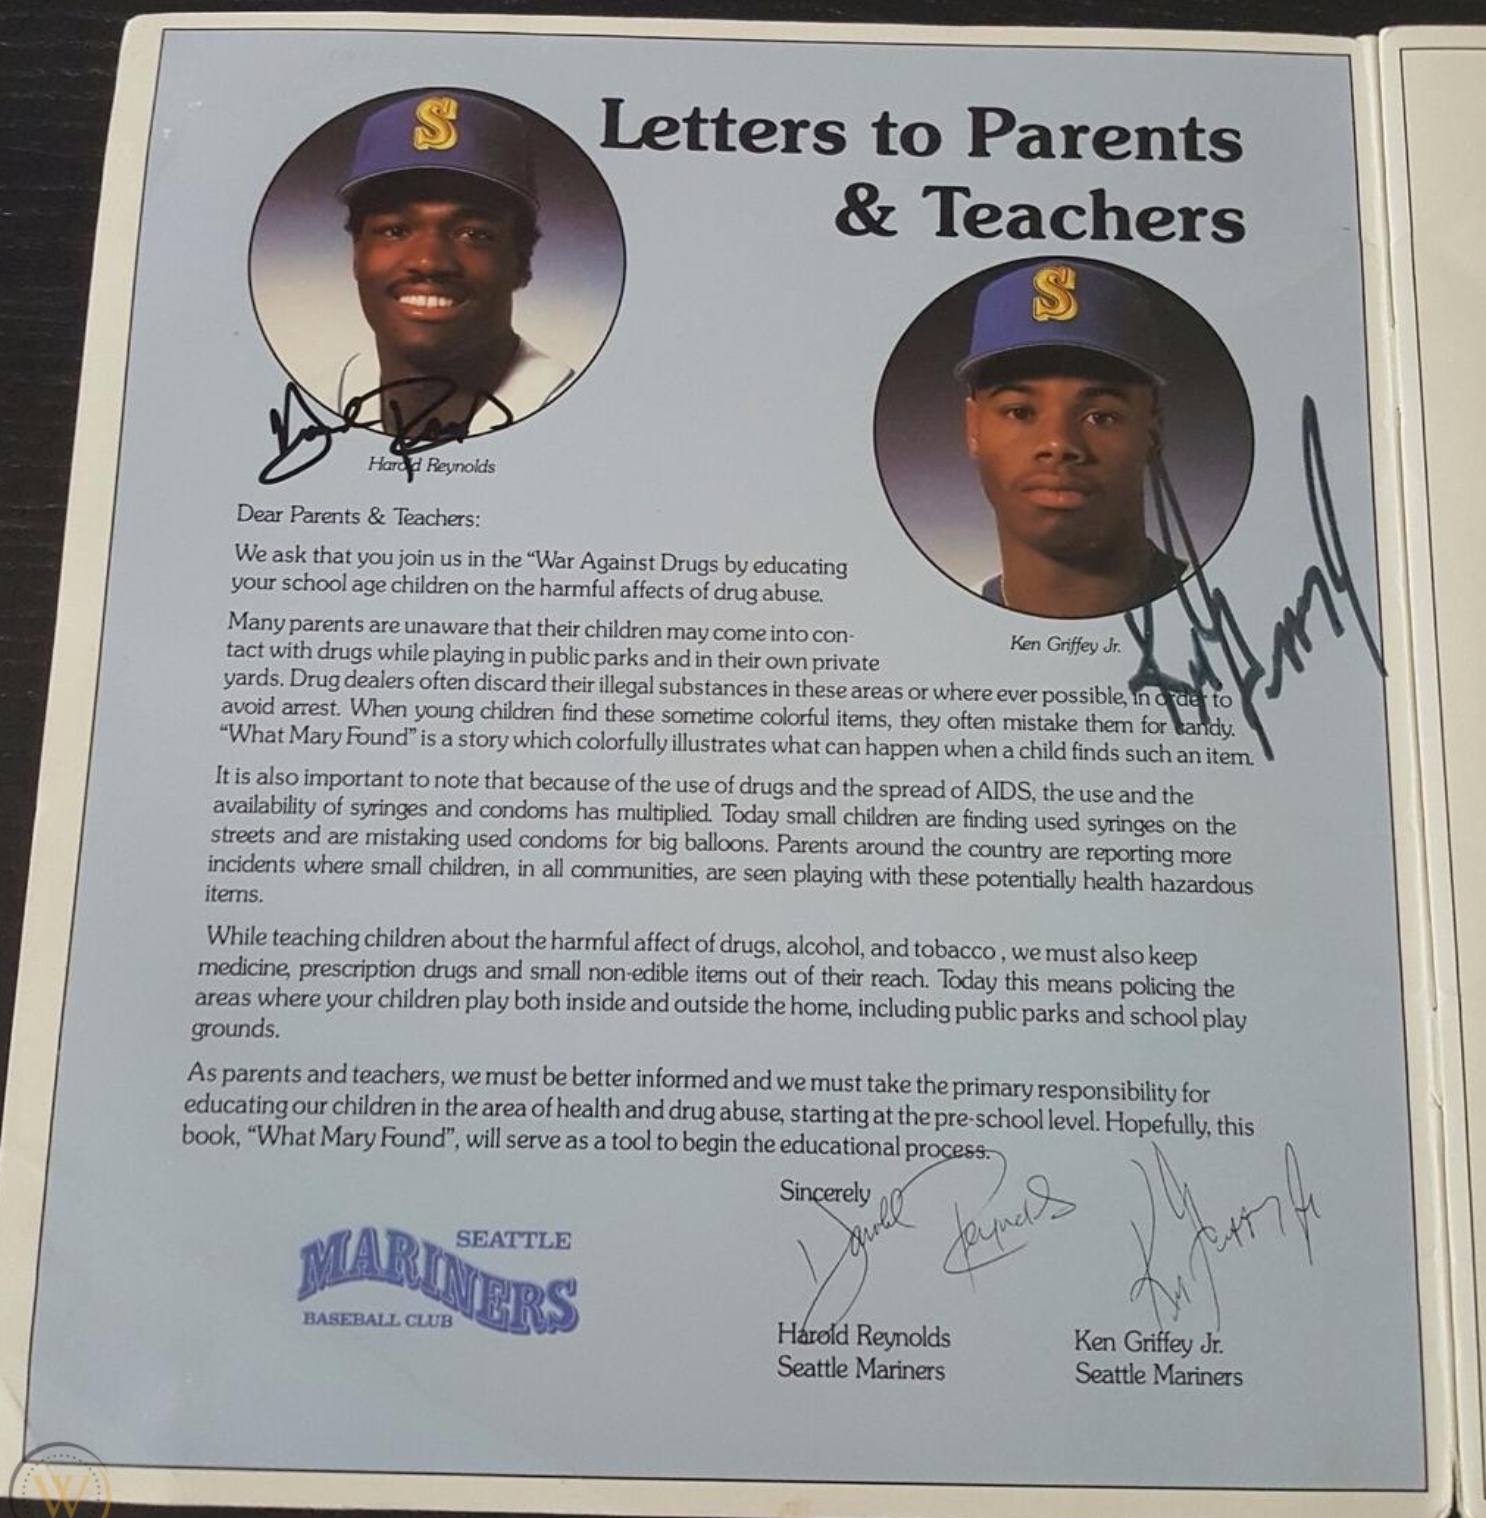 Letters to Parents
& Teachers
Harold Reynolds
Ken Griffey Jr.
Dear Parents & Teachers:
We ask that you join us in the “War Against Drugs by educating
your school age children on the harmful affects of drug abuse.
Many parents are unaware that their children may come into con-
tact with drugs while playing in public parks and in their own private
yards. Drug dealers often discard their illegal substances in these areas or where ever possible, in order to
avoid arrest. When young children find these sometime colorful items, they often mistake them for candy.
“What Mary Found” is a story which colorfully illustrates what can happen when a child finds such an item.
It is also important to note that because of the use of drugs and the spread of AIDS, the use and the
availability of syringes and condoms has multiplied. Today small children are finding used syringes on the
streets and are mistaking used condoms for big balloons. Parents around the country are reporting more
incidents where small children, in all communities, are seen playing with these potentially health hazardous
items.
While teaching children about the harmful affect of drugs, alcohol, and tobacco , we must also keep
medicine, prescription drugs and small non-edible items out of their reach. Today this means policing the
areas where your children play both inside and outside the home, including public parks and school play
grounds.
As parents and teachers, we must be better informed and we must take the primary responsibility for
educating our children in the area of health and drug abuse, starting at the pre-school level. Hopefully, this
book, “What Mary Found”, will serve as a tool to begin the educational process.
Sincerely
Harold Reynolds
Ken Griffey Jr
SEATTLE
MARINERS
BASEBALL CLUB
Harold Reynolds
Seattle Mariners
Ken Griffey Jr.
Seattle Mariners
S
S
W